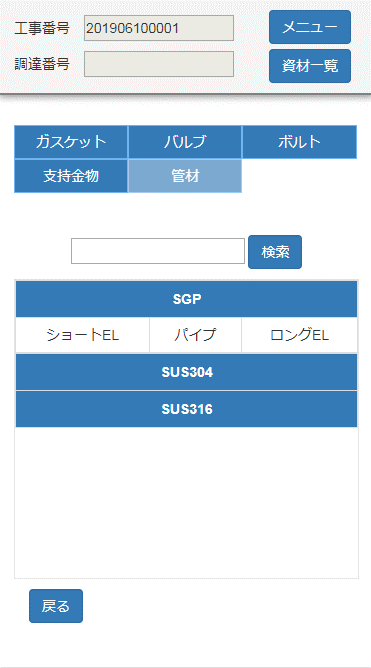 工事番号 201906100001 メニュー
調達番号 資材一覧
ガスケット バルブ ボルト
支持金物 管材
検索
SGP
ショートEL パイプ ロングEL
SUS304
SUS316
戻る